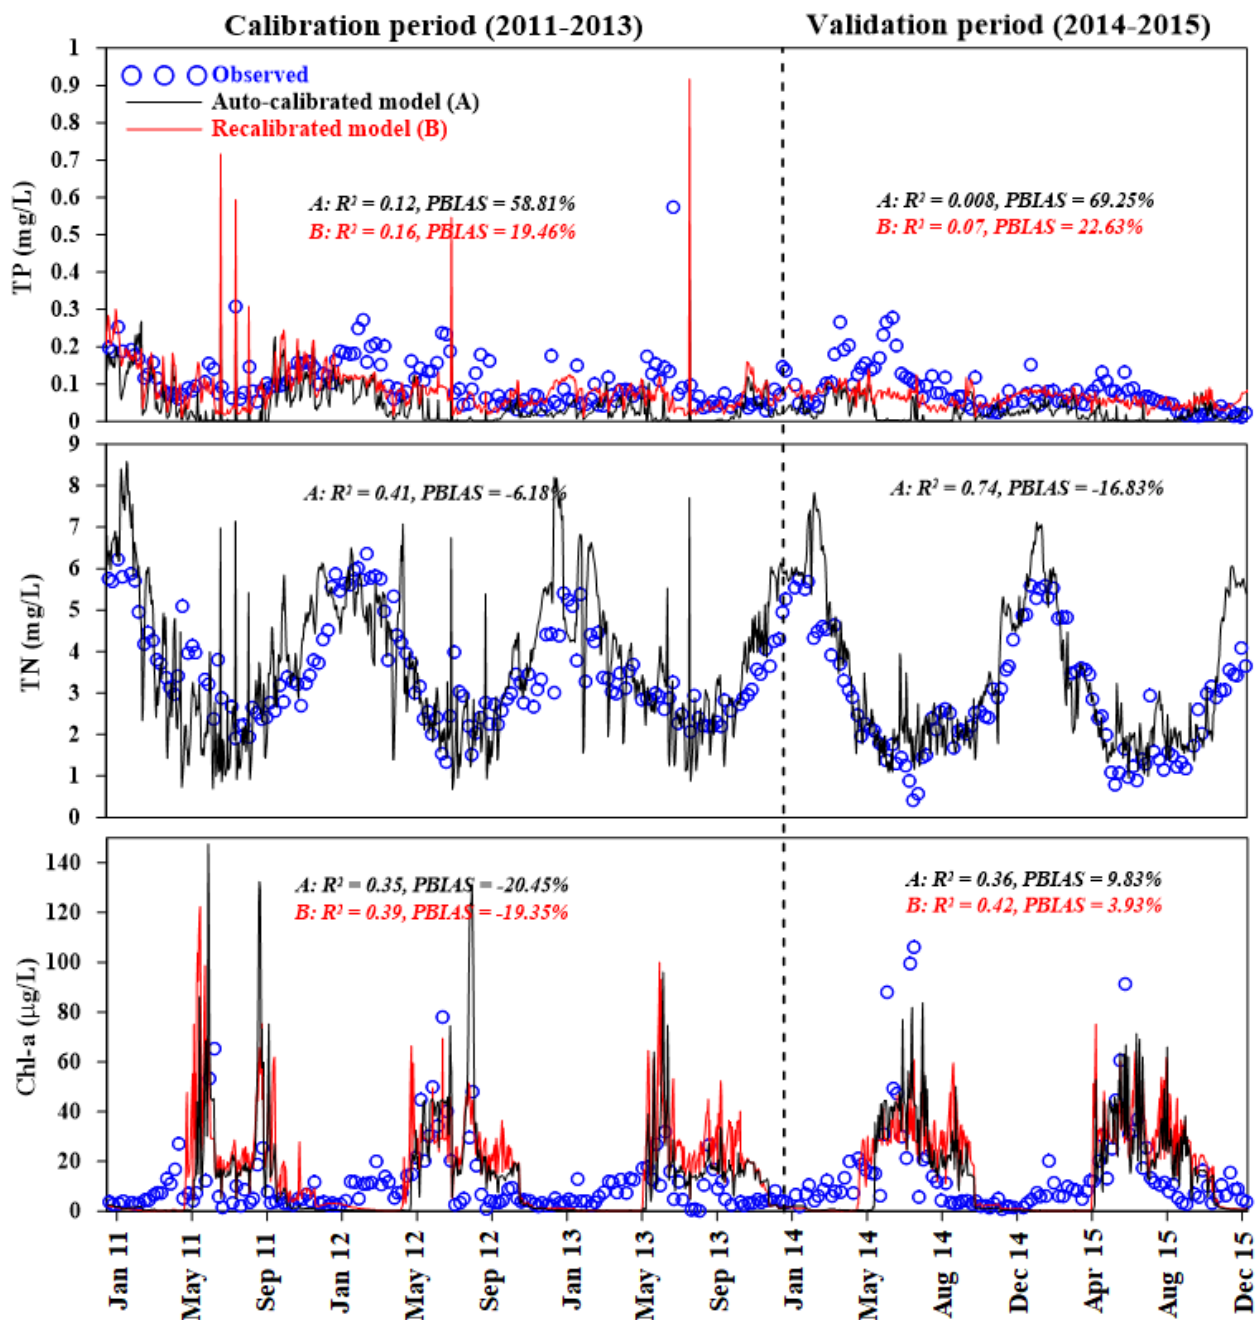 Calibration period (2011-2013)
Validation period (2014-2015)
1
0.9
0.8
0.7
0.6
0.5
0.4
0.3
0.2
0.1
0
TP (mg/L)
Observed
Auto-calibrated model (A)
Recalibrated model (B)
A: R² = 0.12, PBIAS = 58.81%
B: R² = 0.16, PBIAS = 19.46%
A: R² = 0.008, PBIAS = 69.25%
B: R² = 0.07, PBIAS = 22.63%
9
8
7
6
5
4
3
2
1
0
TN (mg/L)
A: R² = 0.41, PBIAS = -6.18%
A: R² = 0.74, PBIAS = -16.83%
140
120
100
80
60
40
20
0
Chl-a (µg/L)
A: R² = 0.35, PBIAS = -20.45%
B: R² = 0.39, PBIAS = -19.35%
A: R² = 0.36, PBIAS = 9.83%
B: R² = 0.42, PBIAS = 3.93%
Jan 11
May 11
Sep 11
Jan 12
May 12
Sep 12
Jan 13
May 13
Sep 13
Jan 14
May 14
Aug 14
Dec 14
Apr 15
Aug 15
Dec 15